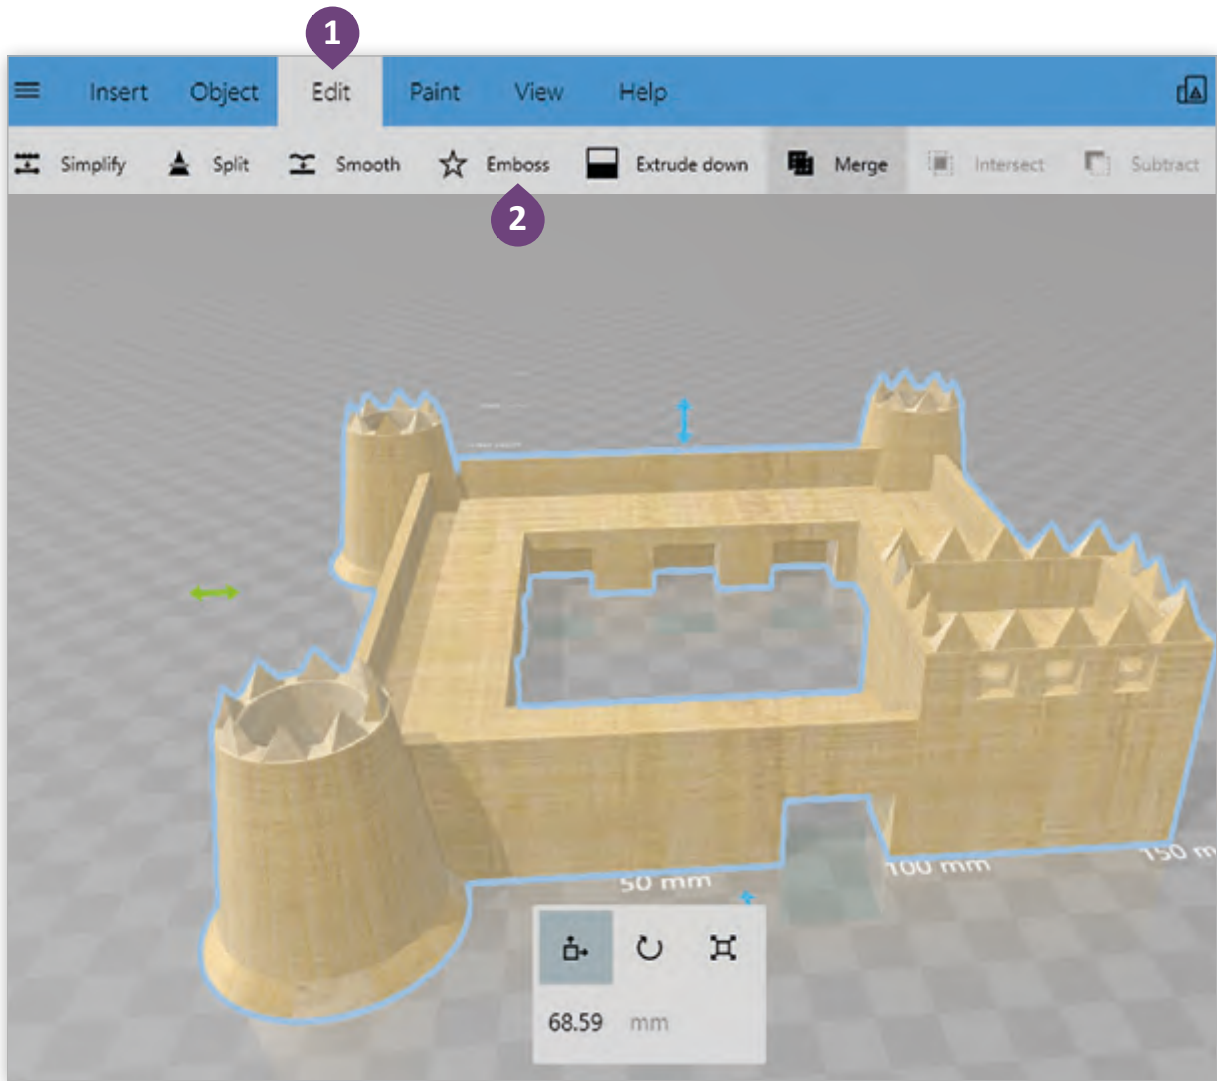 1
Insert Object Edit Paint View Help
Simplify Split Smooth Emboss Extrude down Merge Intersect Subtract
2
50 mm
100 mm
150 m
68.59 mm